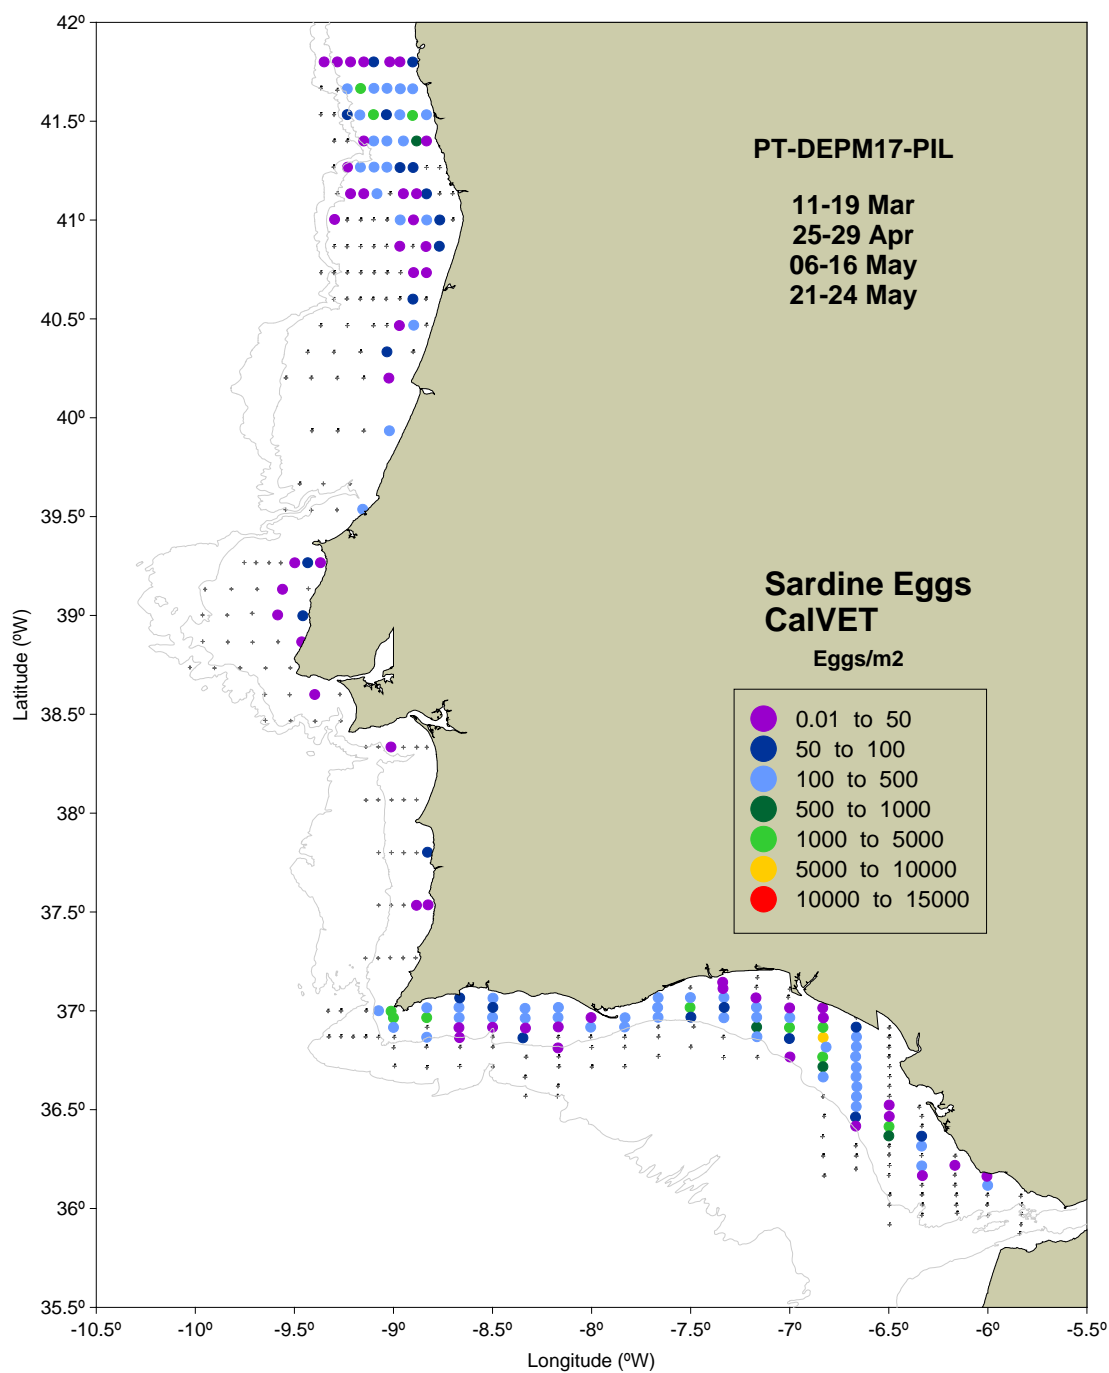 42º
41.5º
41º
40.5º
40º
39.5º
39º
38.5º
38º
37.5º
37º
36.5º
36º
35.5º
Latitude (ºW)
PT-DEPM17-PIL
11-19 Mar
25-29 Apr
06-16 May
21-24 May
Sardine Eggs
CalVET
Eggs/m2
0.01 to 50
50 to 100
100 to 500
500 to 1000
1000 to 5000
5000 to 10000
10000 to 15000
-10.5º -10º -9.5º -9º -8.5º -8º -7.5º -7º -6.5º -6º -5.5º
Longitude (ºW)